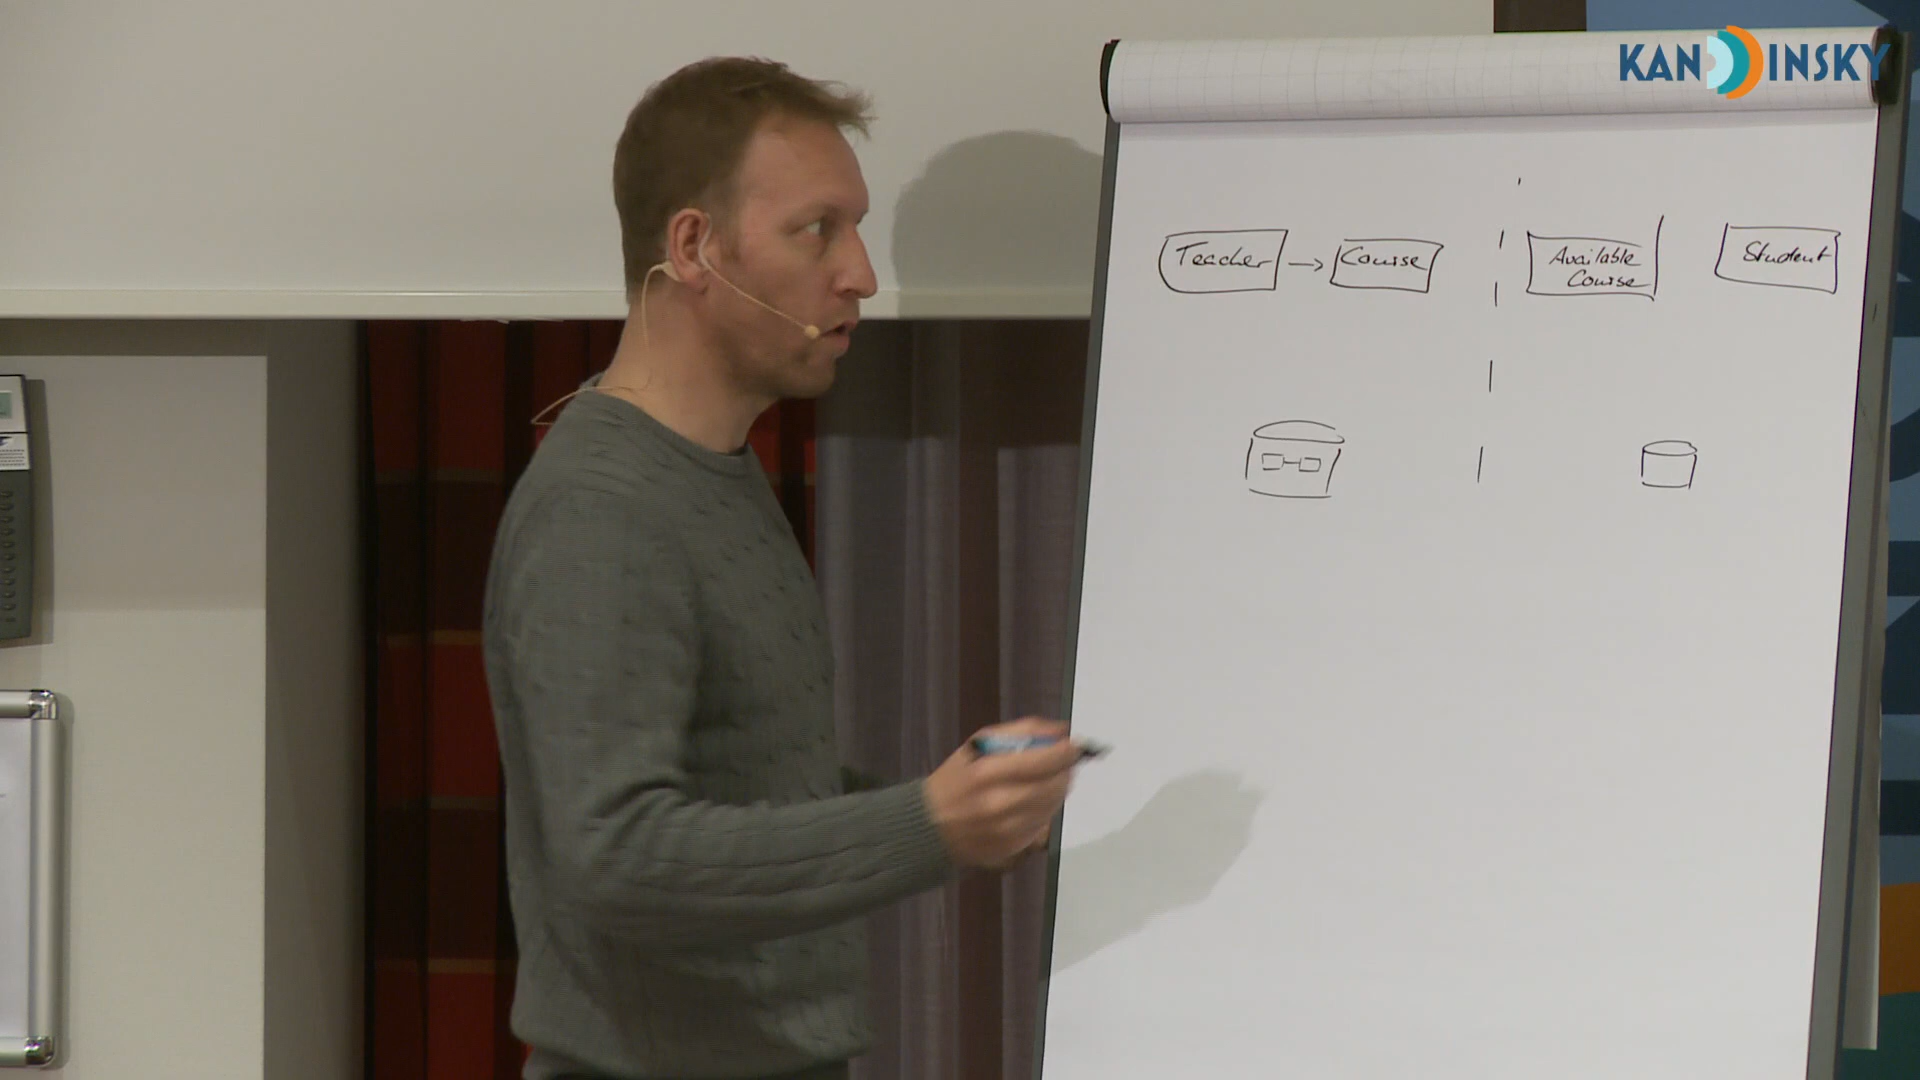 KANDINSKY
Teacher
Course
Available
Course
Student